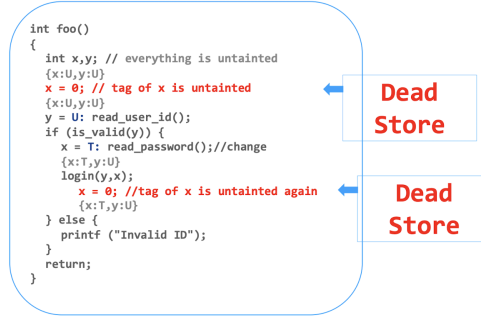 int foo()
{
int x,y; // everything is untainted
{x:U,y:U}
x = 0; // tag of x is untainted
{x:U,y:U}
y = U: read_user_id();
if (is_valid(y)) {
x = T: read_password();//change
{x:T,y:U}
login(y,x);
x = 0; //tag of x is untainted again
{x:T,y:U}
} else {
printf ("Invalid ID");
}
return;
}
Dead
Store
Dead
Store